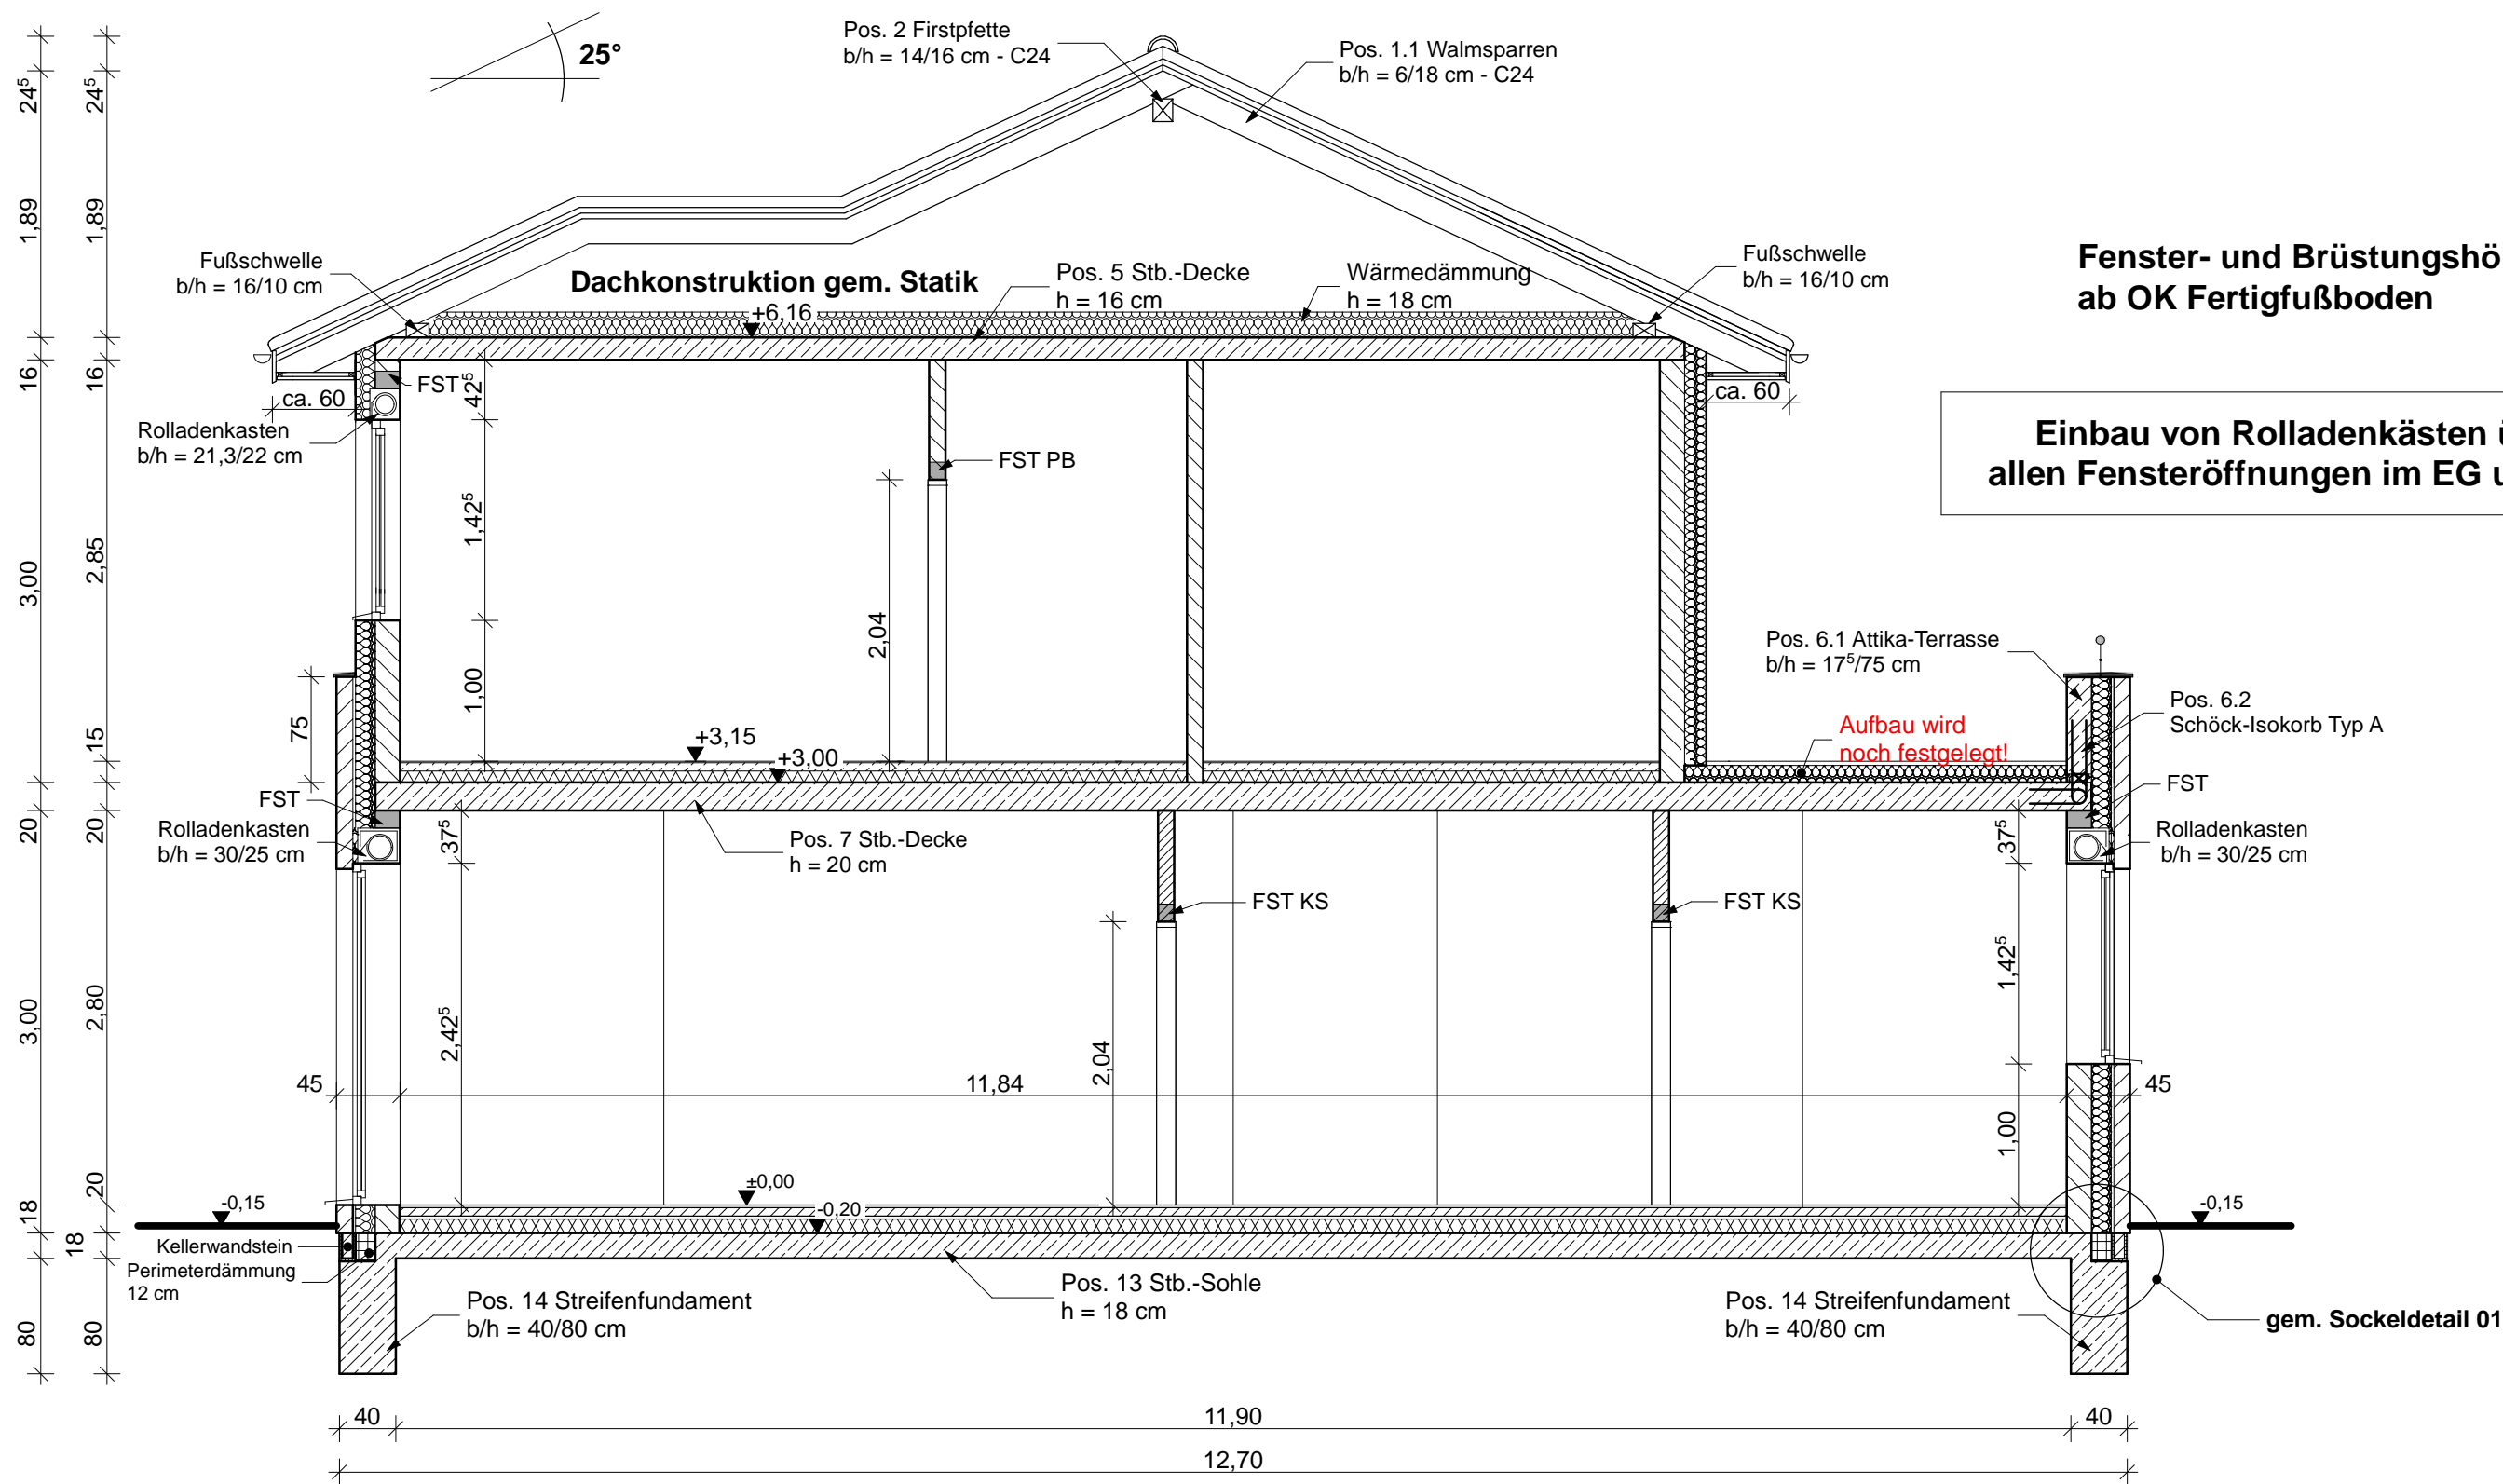 25°
Pos. 2 Firstpfette
b/h = 14/16 cm - C24
Pos. 1.1 Walmsparren
b/h = 6/18 cm - C24
24⁵
24⁵
1,89
1,89
Fußschwelle
b/h = 16/10 cm
Dachkonstruktion gem. Statik
+6,16
Pos. 5 Stb.-Decke
h = 16 cm
Wärmedämmung
h = 18 cm
Fußschwelle
b/h = 16/10 cm
Fenster- und Brüstungshö
ab OK Fertigfußboden
16
16
ca. 60
FST
42⁵
ca. 60
Rolladenkasten
b/h = 21,3/22 cm
FST PB
Einbau von Rolladenkästen ü
allen Fensteröffnungen im EG u
1,42⁵
3,00
2,85
2,04
1,00
75
15
+3,15
+3,00
Pos. 6.1 Attika-Terrasse
b/h = 17⁵/75 cm
Aufbau wird
noch festgelegt!
Pos. 6.2
Schöck-Isokorb Typ A
FST
FST
20
20
Rolladenkasten
b/h = 30/25 cm
37⁵
Pos. 7 Stb.-Decke
h = 20 cm
37⁵
Rolladenkasten
b/h = 30/25 cm
FST KS
FST KS
3,00
2,80
2,42⁵
2,04
1,42⁵
45
11,84
45
1,00
20
±0,00
-0,20
-0,15
-0,15
18
18
Kellerwandstein
Perimeterdämmung
12 cm
80
80
Pos. 14 Streifenfundament
b/h = 40/80 cm
Pos. 13 Stb.-Sohle
h = 18 cm
Pos. 14 Streifenfundament
b/h = 40/80 cm
gem. Sockeldetail 01
40
11,90
40
12,70